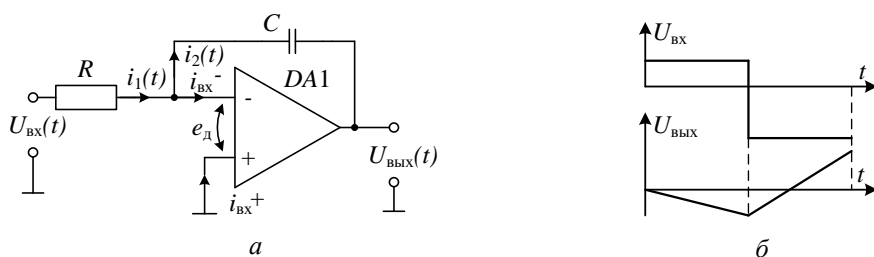 C
i₂(t)
R
i₁(t)
iвх⁻
DA1
-
Uвх(t)
eд
+
Uвых(t)
iвх⁺
а
Uвх
t
Uвых
t
б